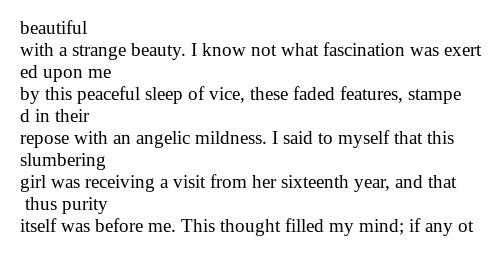 beautiful
with a strange beauty. I know not what fascination was exert
ed upon me
by this peaceful sleep of vice, these faded features, stampe
d in their
repose with an angelic mildness. I said to myself that this
slumbering
girl was receiving a visit from her sixteenth year, and that
 thus purity
itself was before me. This thought filled my mind; if any ot